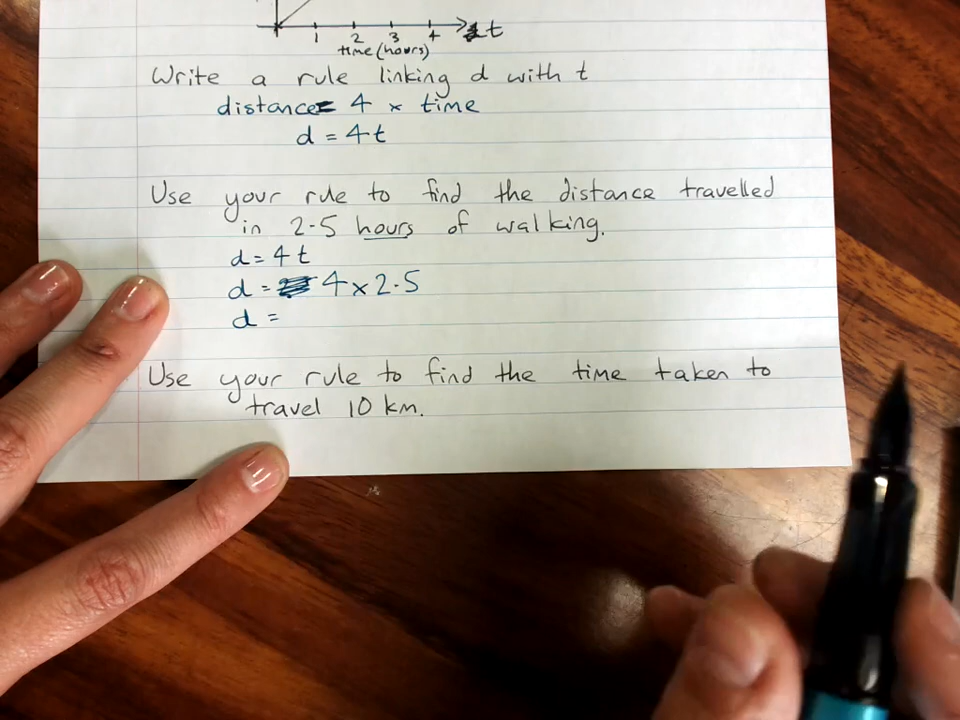 1 2 3 4 t
time (hours)
Write a rule linking d with t
distance = 4 × time
d = 4t
Use your rule to find the distance travelled
in 2.5 hours of walking.
d = 4t
d = 4 × 2.5
d =
Use your rule to find the time taken to
travel 10 km.